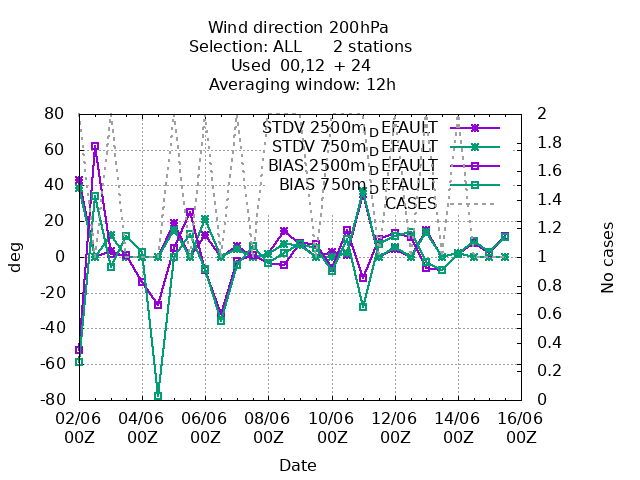 Wind direction 200hPa
Selection: ALL 2 stations
Used 00,12 + 24
Averaging window: 12h
80 2
STDV 2500m_DEFAULT
60 1.8
STDV 750m_DEFAULT
BIAS 2500m_DEFAULT
40 1.6
BIAS 750m_DEFAULT
CASES
20 1.4
1.2
0 1
-20 0.8
-40 0.6
0.4
-60 0.2
-80 0
deg
No cases
02/06 04/06 06/06 08/06 10/06 12/06 14/06 16/06
00Z 00Z 00Z 00Z 00Z 00Z 00Z 00Z
Date